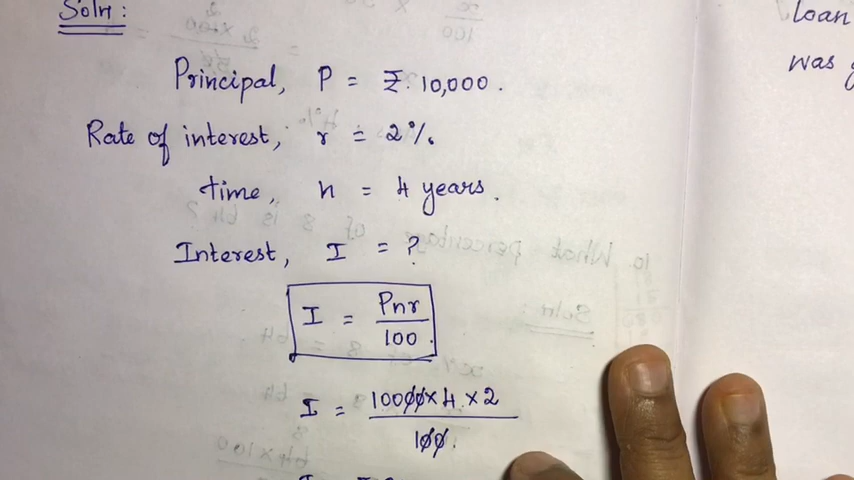 Soln:
Principal, P = ₹. 10,000.
Rate of interest, r = 2%.
time, n = 4 years.
Interest, I = ?
I = Pnr
100
I = 10000 x 4 x 2
100.
loan
was